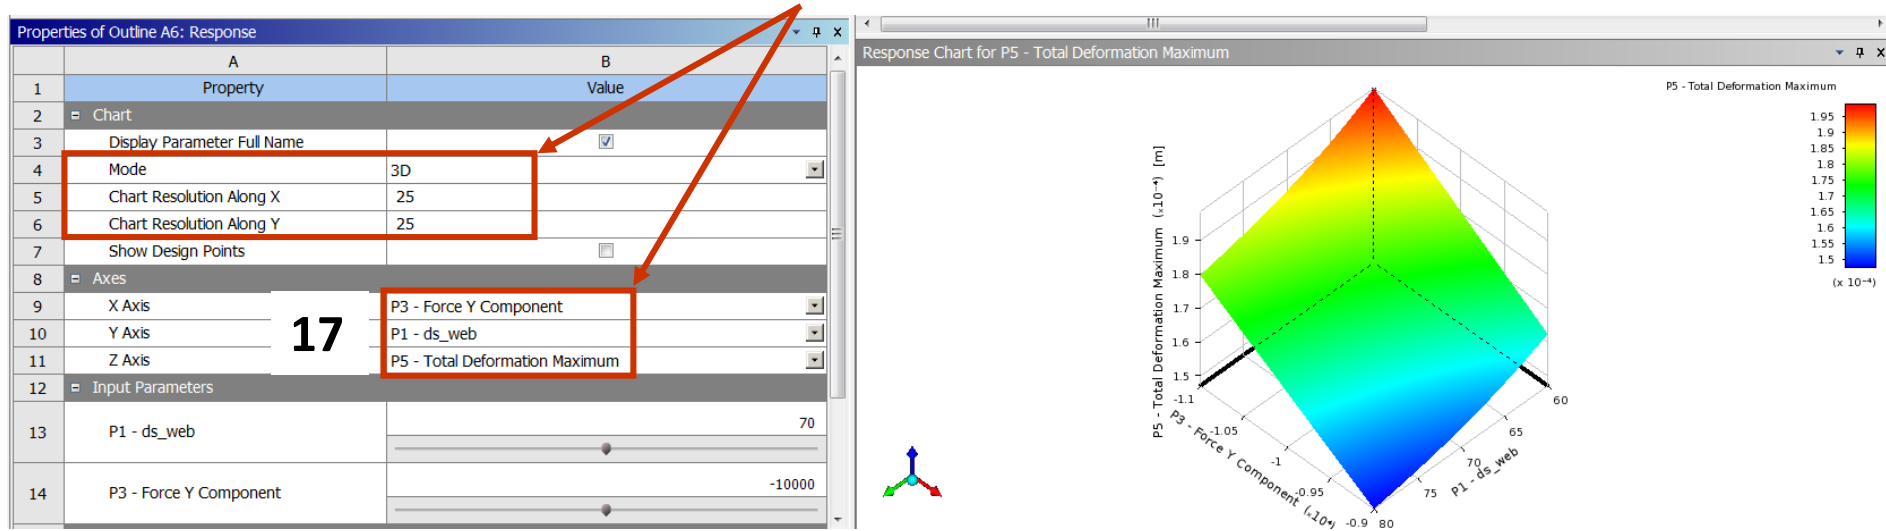 Properties of Outline A6: Response
A B
1 Property Value
2 Chart
3 Display Parameter Full Name
4 Mode 3D
5 Chart Resolution Along X 25
6 Chart Resolution Along Y 25
7 Show Design Points
8 Axes
9 X Axis P3 - Force Y Component
10 Y Axis P1 - ds_web
11 Z Axis P5 - Total Deformation Maximum
17
12 Input Parameters
13 P1 - ds_web 70
14 P3 - Force Y Component -10000
Response Chart for P5 - Total Deformation Maximum
P5 - Total Deformation Maximum
1.95
1.9
1.85
1.8
1.75
1.7
1.65
1.6
1.55
1.5
(x 10⁻⁴)
P5 - Total Deformation Maximum (x10⁻⁴) [m]
1.9
1.8
1.7
1.6
1.5
-1.1
-1.05
-1
-0.95
-0.9
P3 - Force Y Component (x10⁴)
60
65
70
75
80
P1 - ds_web